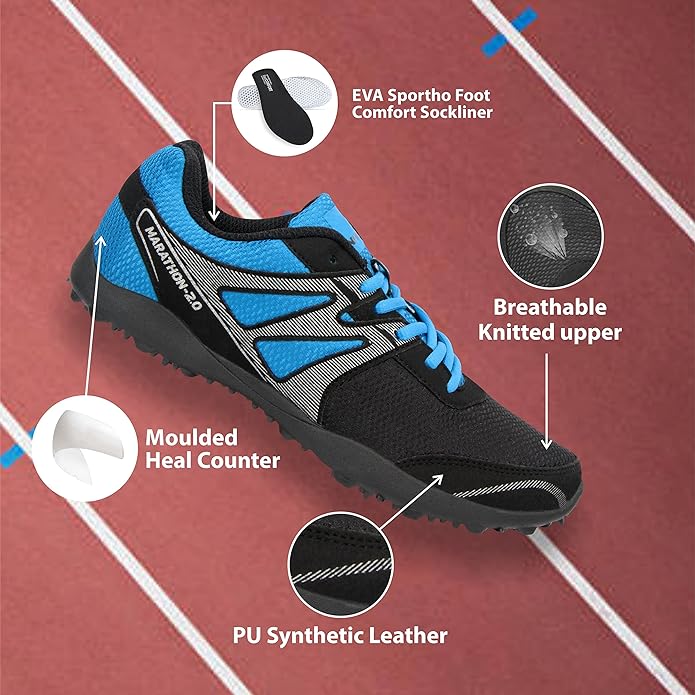 EVA Sportho Foot
Comfort Sockliner
MARATHON-2.0
Breathable
Knitted upper
Moulded
Heal Counter
PU Synthetic Leather